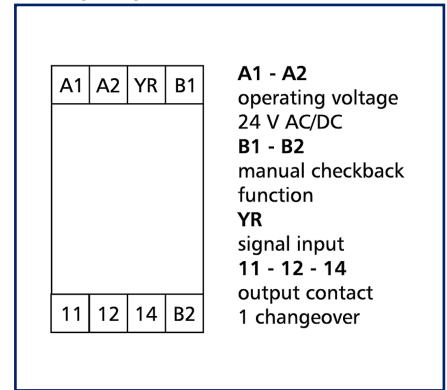 A1 A2 YR B1
11 12 14 B2
A1 - A2
operating voltage
24 V AC/DC
B1 - B2
manual checkback
function
YR
signal input
11 - 12 - 14
output contact
1 changeover